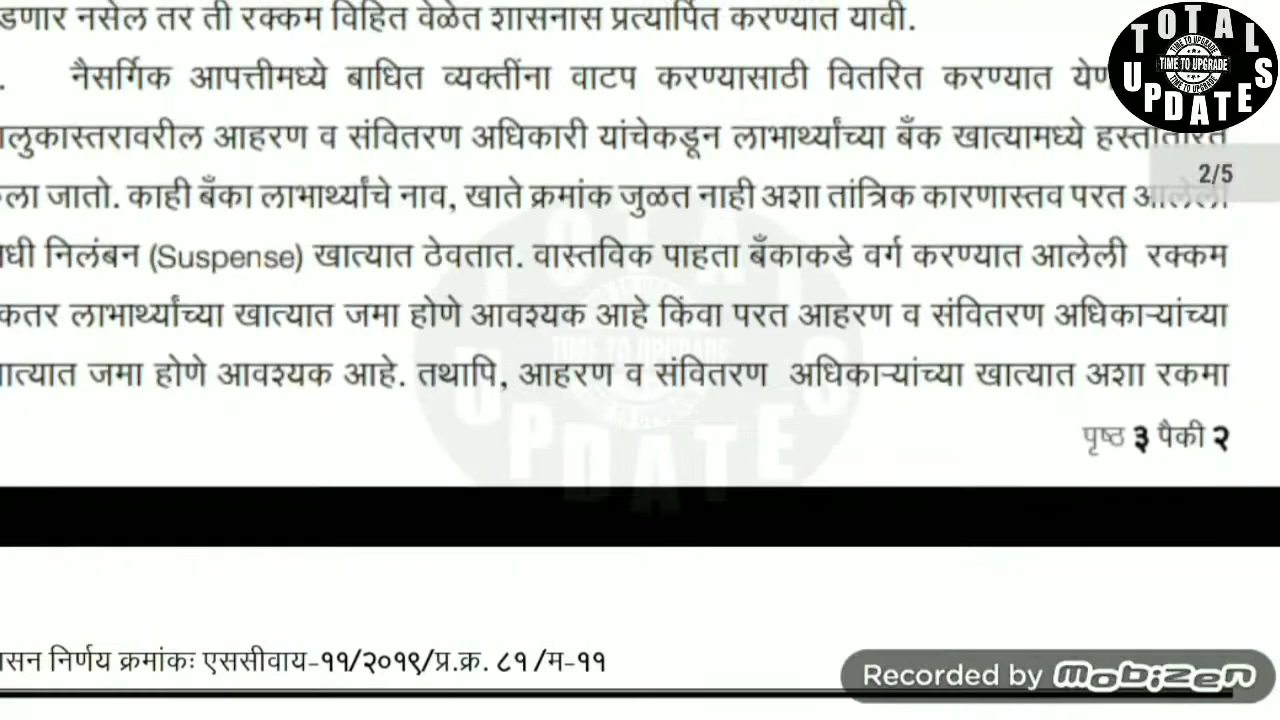 डणार नसेल तर ती रक्कम विहित वेळेत शासनास प्रत्यार्पित करण्यात यावी.
. नैसर्गिक आपत्तीमध्ये बाधित व्यक्तींना वाटप करण्यासाठी वितरित करण्यात
लुकास्तरावरील आहरण व संवितरण अधिकारी यांचेकडून लाभार्थ्यांच्या बँक खात्यामध्ये हस्तांतरित
ला जातो. काही बँका लाभार्थ्यांचे नाव, खाते क्रमांक जुळत नाही अशा तांत्रिक कारणास्तव परत आलेली
धी निलंबन (Suspense) खात्यात ठेवतात. वास्तविक पाहता बँकाकडे वर्ग करण्यात आलेली रक्कम
कतर लाभार्थ्यांच्या खात्यात जमा होणे आवश्यक आहे किंवा परत आहरण व संवितरण अधिकाऱ्यांच्या
ात्यात जमा होणे आवश्यक आहे. तथापि, आहरण व संवितरण अधिकाऱ्यांच्या खात्यात अशा रकमा
पृष्ठ ३ पैकी २
सन निर्णय क्रमांकः एससीवाय-११/२०१९/प्र.क्र. ८१/म-११
2/5
TOTAL
TIME TO UPGRADE
UPDATES
Recorded by Mobizen